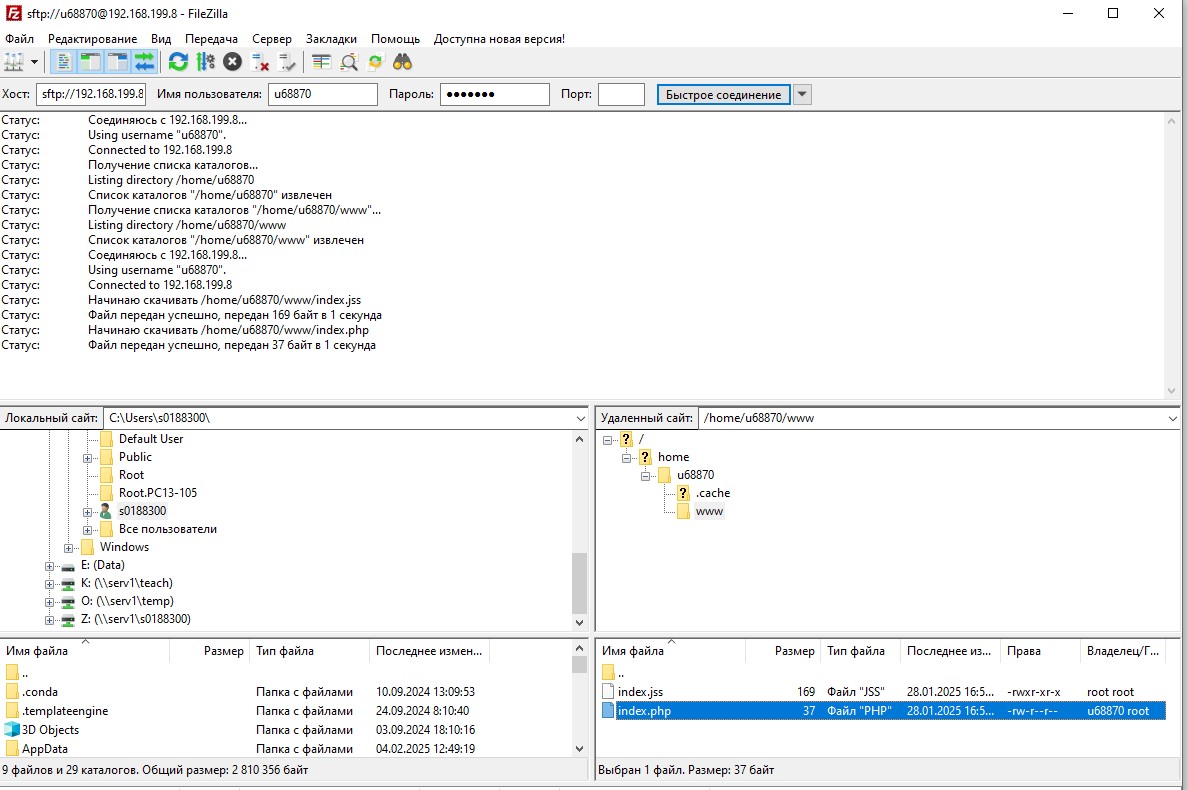 sftp://u68870@192.168.199.8 - FileZilla
Файл Редактирование Вид Передача Сервер Закладки Помощь Доступна новая версия!
Хост: sftp://192.168.199.8 Имя пользователя: u68870 Пароль: ●●●●●●● Порт: Быстрое соединение
Статус: Соединяюсь с 192.168.199.8...
Статус: Using username "u68870".
Статус: Connected to 192.168.199.8
Статус: Получение списка каталогов...
Статус: Listing directory /home/u68870
Статус: Список каталогов "/home/u68870" извлечен
Статус: Получение списка каталогов "/home/u68870/www"...
Статус: Listing directory /home/u68870/www
Статус: Список каталогов "/home/u68870/www" извлечен
Статус: Соединяюсь с 192.168.199.8...
Статус: Using username "u68870".
Статус: Connected to 192.168.199.8
Статус: Начинаю скачивать /home/u68870/www/index.jss
Статус: Файл передан успешно, передан 169 байт в 1 секунда
Статус: Начинаю скачивать /home/u68870/www/index.php
Статус: Файл передан успешно, передан 37 байт в 1 секунда
Локальный сайт: C:\Users\s0188300\
Default User
Public
Root
Root.PC13-105
s0188300
Все пользователи
Windows
E: (Data)
K: (\\serv1\teach)
O: (\\serv1\temp)
Z: (\\serv1\s0188300)
Удаленный сайт: /home/u68870/www
/
home
u68870
.cache
www
Имя файла Размер Тип файла Последнее измен...
..
.conda Папка с файлами 10.09.2024 13:09:53
.templateengine Папка с файлами 24.09.2024 8:10:40
3D Objects Папка с файлами 03.09.2024 18:10:16
AppData Папка с файлами 04.02.2025 12:49:19
9 файлов и 29 каталогов. Общий размер: 2 810 356 байт
Имя файла Размер Тип файла Последнее из... Права Владелец/Г...
..
index.jss 169 Файл "JSS" 28.01.2025 16:5... -rwxr-xr-x root root
index.php 37 Файл "PHP" 28.01.2025 16:5... -rw-r--r-- u68870 root
Выбран 1 файл. Размер: 37 байт